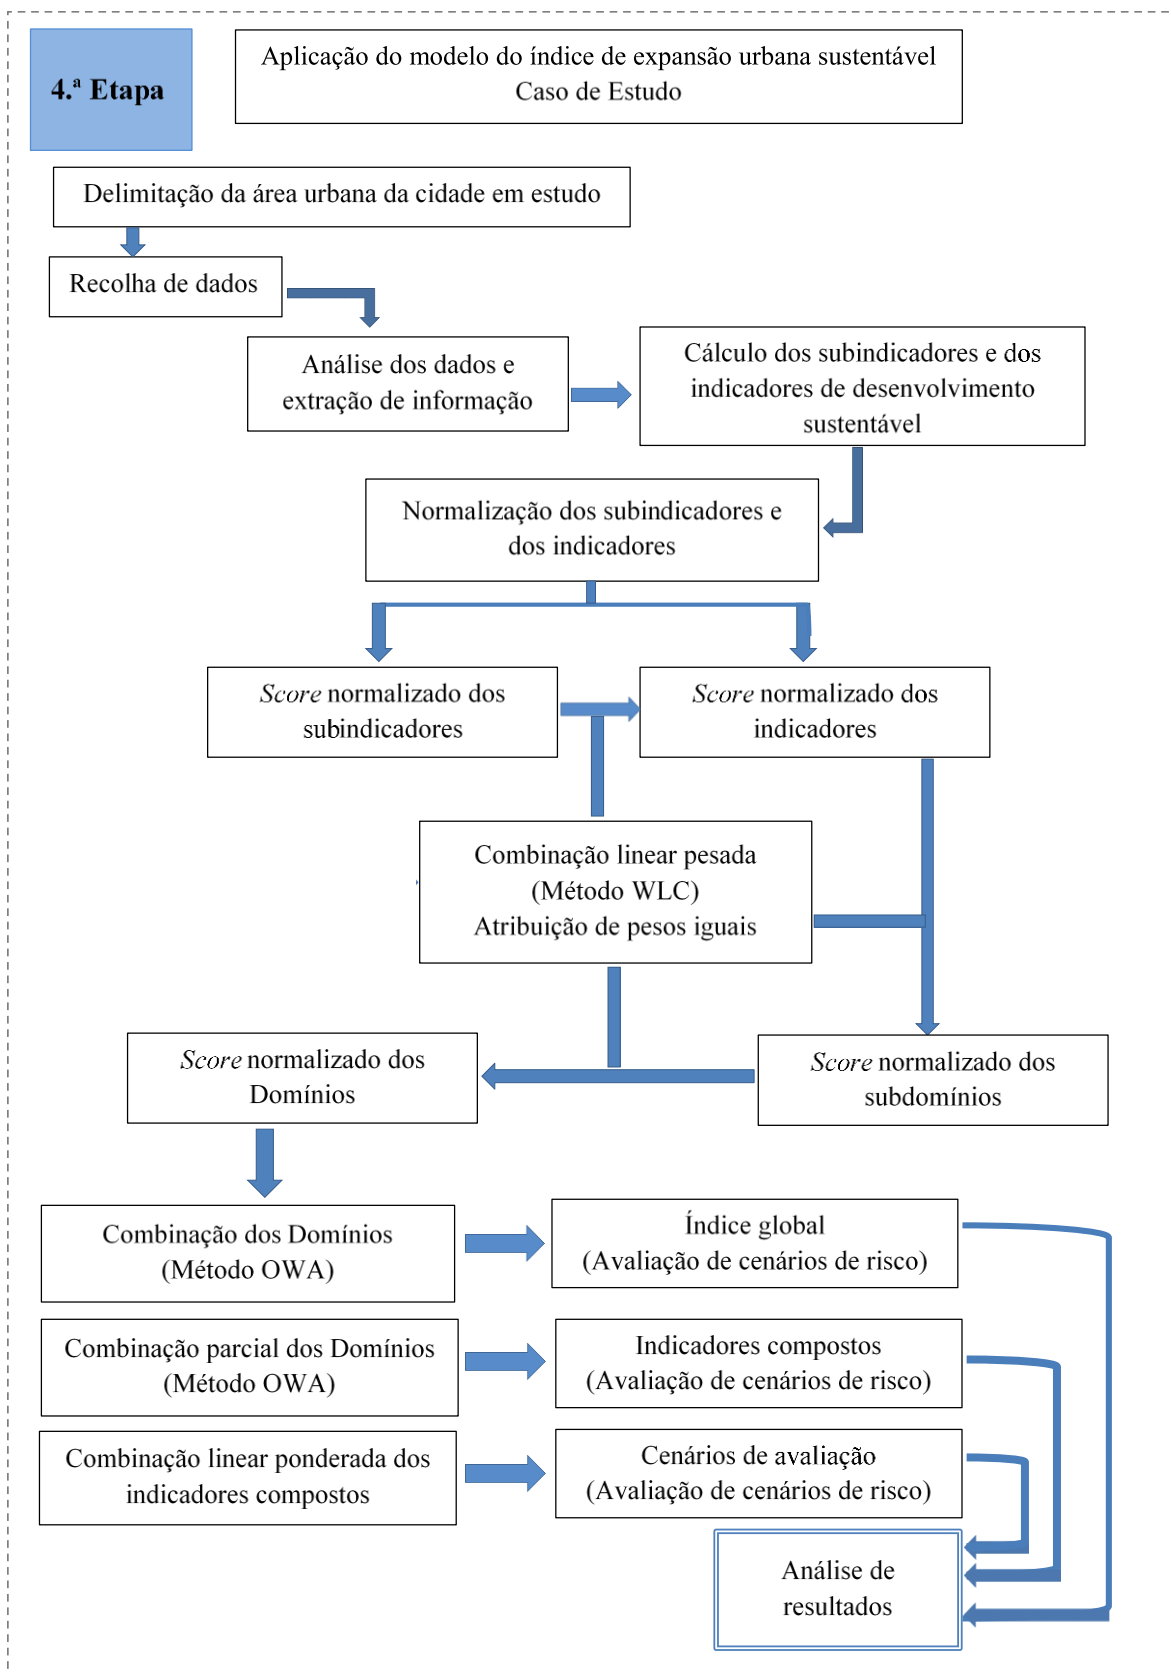 4.ª Etapa
Aplicação do modelo do índice de expansão urbana sustentável
Caso de Estudo
Delimitação da área urbana da cidade em estudo
Recolha de dados
Análise dos dados e
extração de informação
Cálculo dos subindicadores e dos
indicadores de desenvolvimento
sustentável
Normalização dos subindicadores e
dos indicadores
Score normalizado dos
subindicadores
Score normalizado dos
indicadores
Combinação linear pesada
(Método WLC)
Atribuição de pesos iguais
Score normalizado dos
Domínios
Score normalizado dos
subdomínios
Combinação dos Domínios
(Método OWA)
Índice global
(Avaliação de cenários de risco)
Combinação parcial dos Domínios
(Método OWA)
Indicadores compostos
(Avaliação de cenários de risco)
Combinação linear ponderada dos
indicadores compostos
Cenários de avaliação
(Avaliação de cenários de risco)
Análise de
resultados